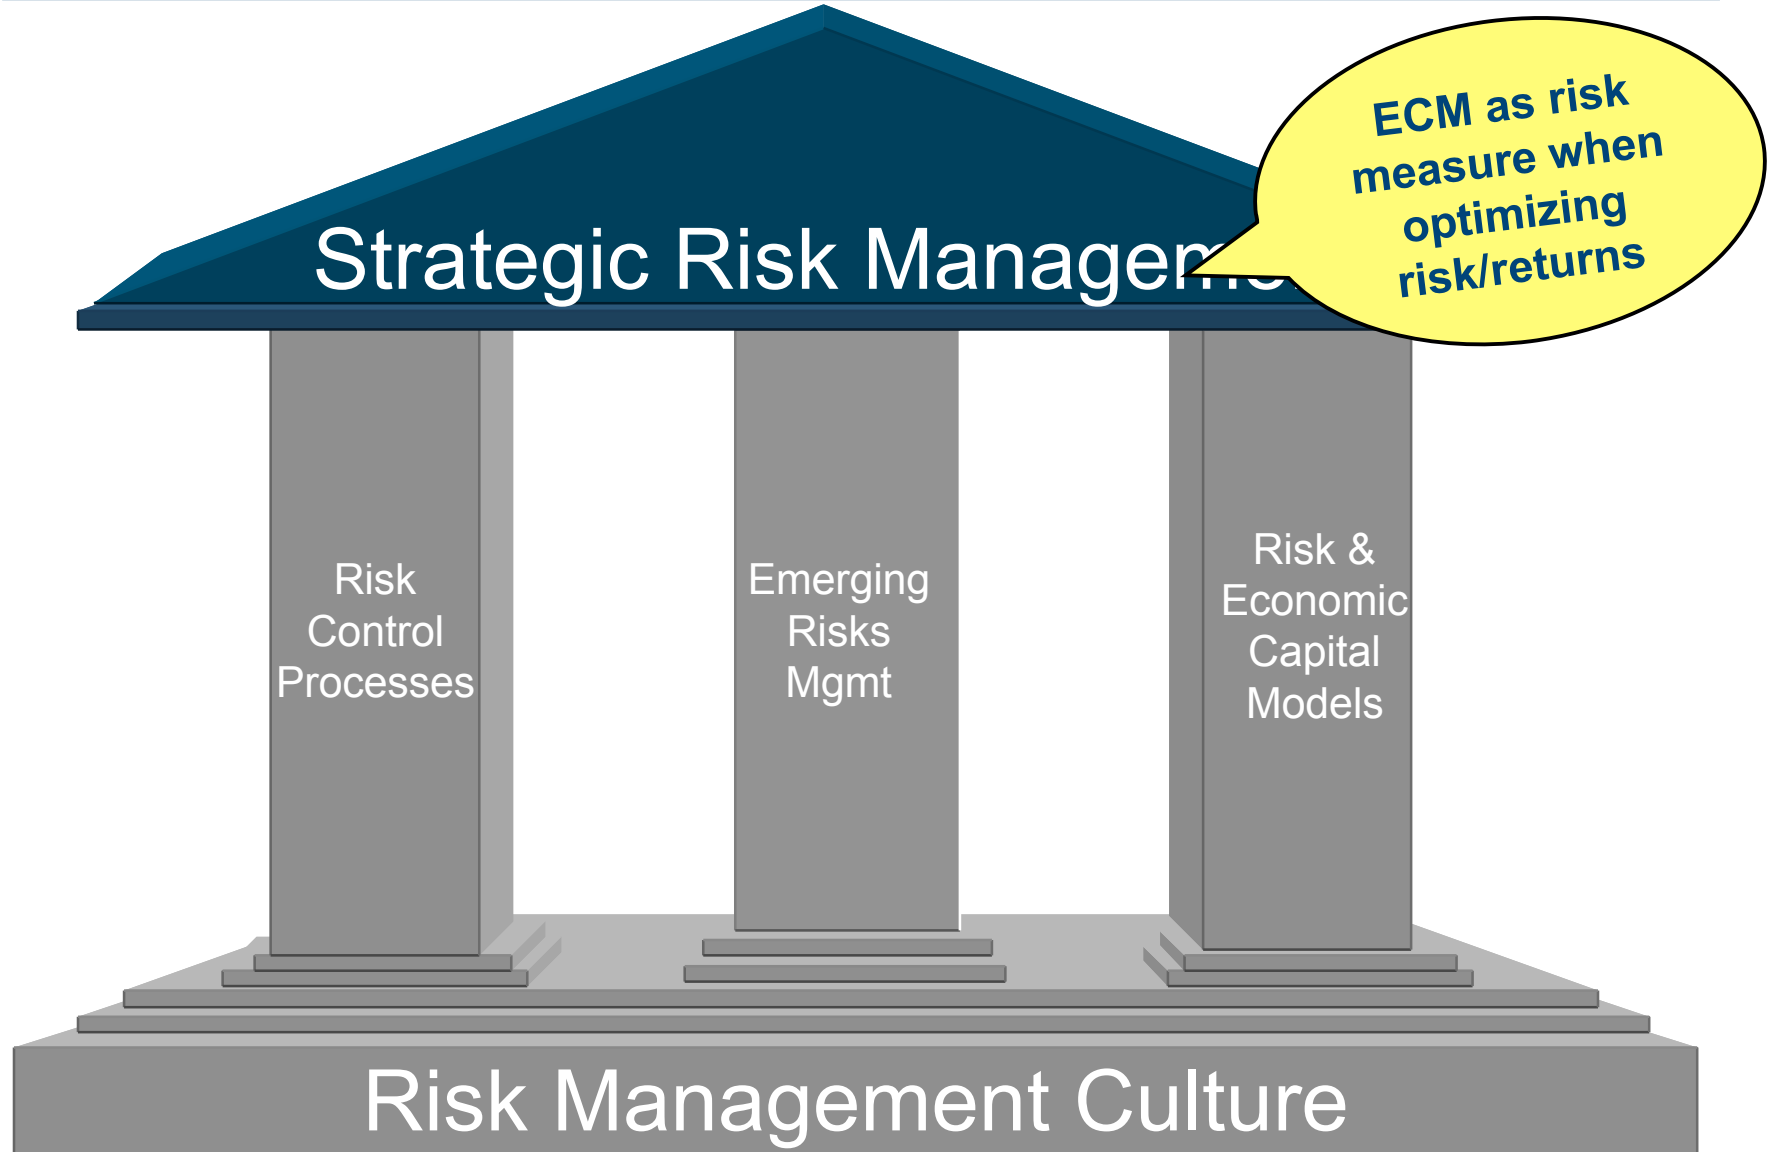 ECM as risk
measure when
optimizing
risk/returns
Strategic Risk Managem
Risk
Control
Processes
Emerging
Risks
Mgmt
Risk &
Economic
Capital
Models
Risk Management Culture